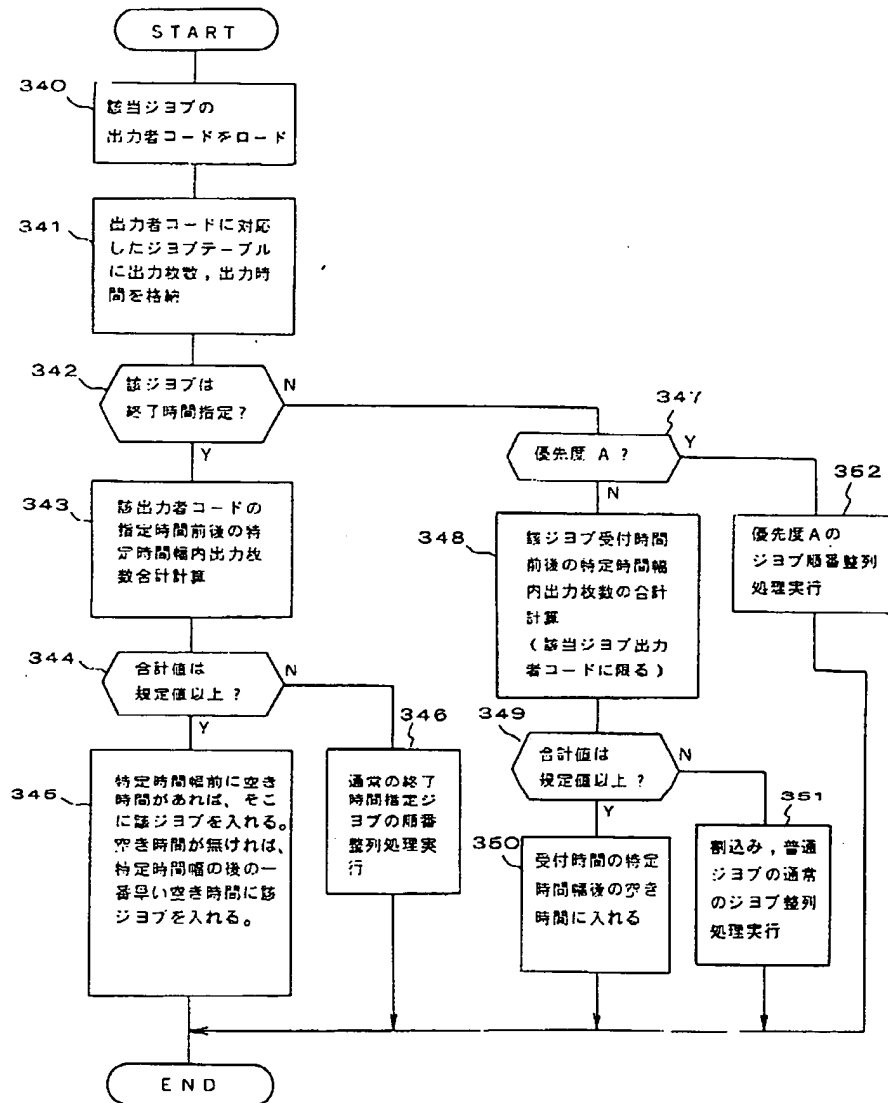 START
340
該当ジョブの
出力者コードをロード
341
出力者コードに対応
したジョブテーブル
に出力枚数,出力時
間を格納
342
該ジョブは
終了時間指定?
N
Y
343
該出力者コードの
指定時間前後の特
定時間幅内出力枚
数合計計算
344
合計値は
規定値以上?
N
Y
345
特定時間幅前に空き
時間があれば、そこ
に該ジョブを入れる。
空き時間が無ければ、
特定時間幅の後の一
番早い空き時間に該
ジョブを入れる。
346
通常の終了
時間指定ジ
ョブの順番
整列処理実
行
347
優先度 A ?
Y
N
348
該ジョブ受付時間
前後の特定時間幅
内出力枚数の合計
計算
(該当ジョブ出力
者コードに限る)
349
合計値は
規定値以上?
N
Y
350
受付時間の特定
時間幅後の空き
時間に入れる
351
割込み,普通
ジョブの通常
のジョブ整列
処理実行
352
優先度Aの
ジョブ順番整列
処理実行
END